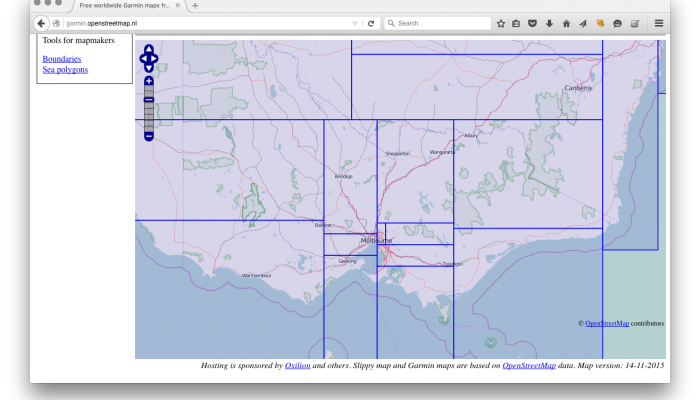 Free worldwide Garmin maps fr...
garmin.openstreetmap.nl
Search
Tools for mapmakers
Boundaries
Sea polygons
Canberra
Albury
Shepparton
Wangaratta
Bendigo
Ballarat
Melbourne
Geelong
Traralgon
Warrnambool
© OpenStreetMap contributors
Hosting is sponsored by Oxilion and others. Slippy map and Garmin maps are based on OpenStreetMap data. Map version: 14-11-2015